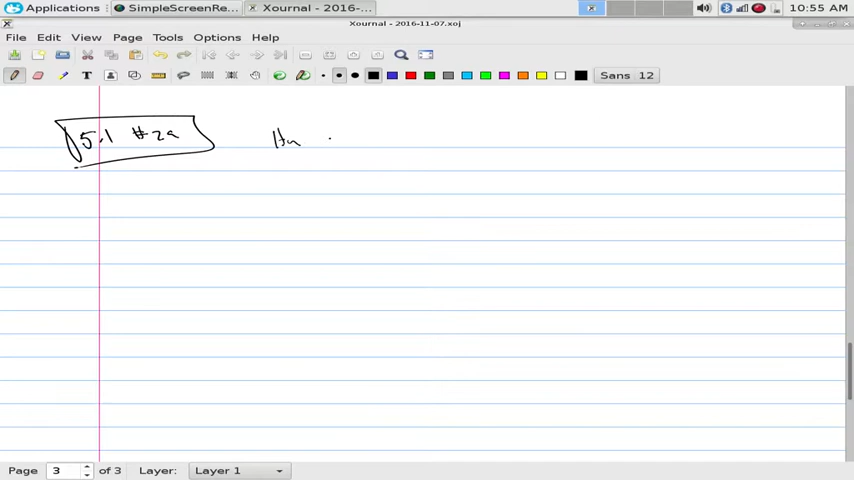 Applications SimpleScreenRe... Xournal - 2016-11-... 10:55 AM
Xournal - 2016-11-07.xoj
File Edit View Page Tools Options Help
T Sans 12
5.1 #2a
Page 3 of 3 Layer: Layer 1